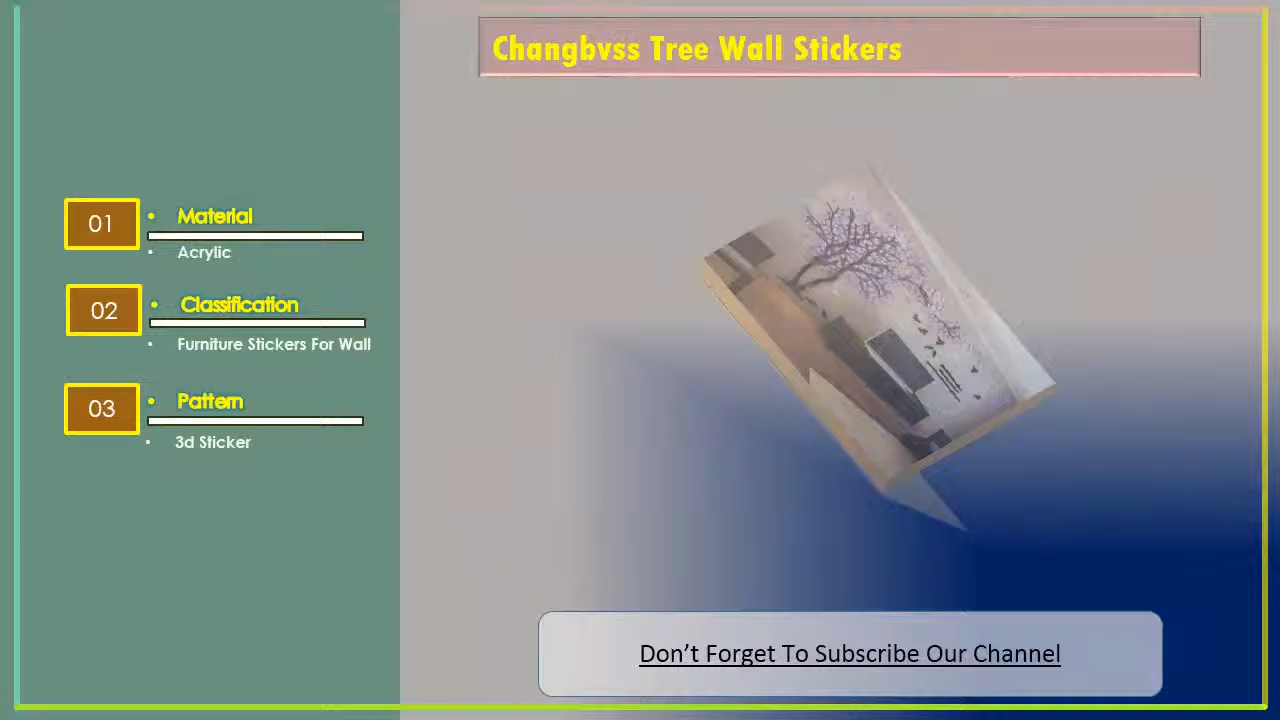 Changbvss Tree Wall Stickers
01
• Material
• Acrylic
02
• Classification
• Furniture Stickers For Wall
03
• Pattern
• 3d Sticker
Don’t Forget To Subscribe Our Channel